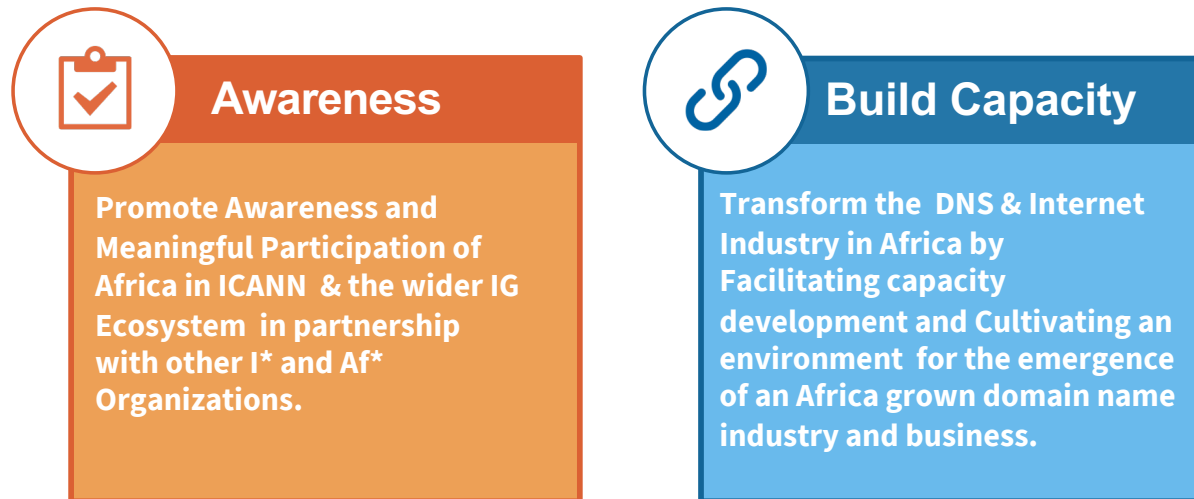 Awareness
Promote Awareness and
Meaningful Participation of
Africa in ICANN & the wider IG
Ecosystem in partnership
with other I* and Af*
Organizations.
Build Capacity
Transform the DNS & Internet
Industry in Africa by
Facilitating capacity
development and Cultivating an
environment for the emergence
of an Africa grown domain name
industry and business.